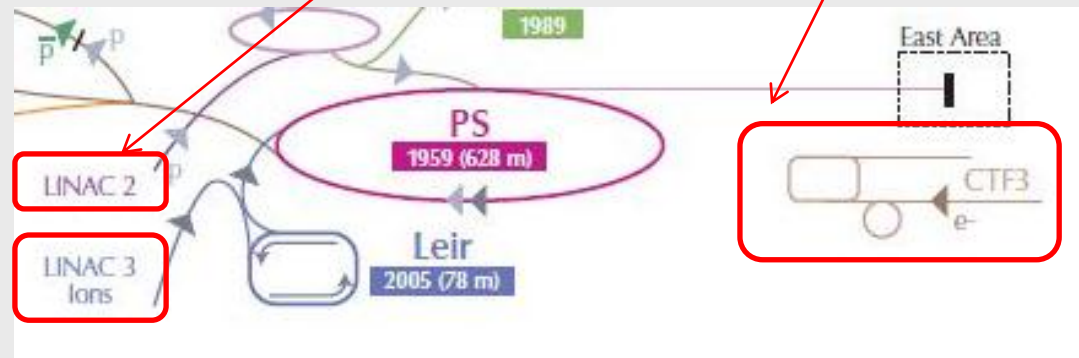 1989
East Area
p̅
p
PS
1959 (628 m)
LINAC 2
p
CTF3
e-
LINAC 3
Ions
Leir
2005 (78 m)